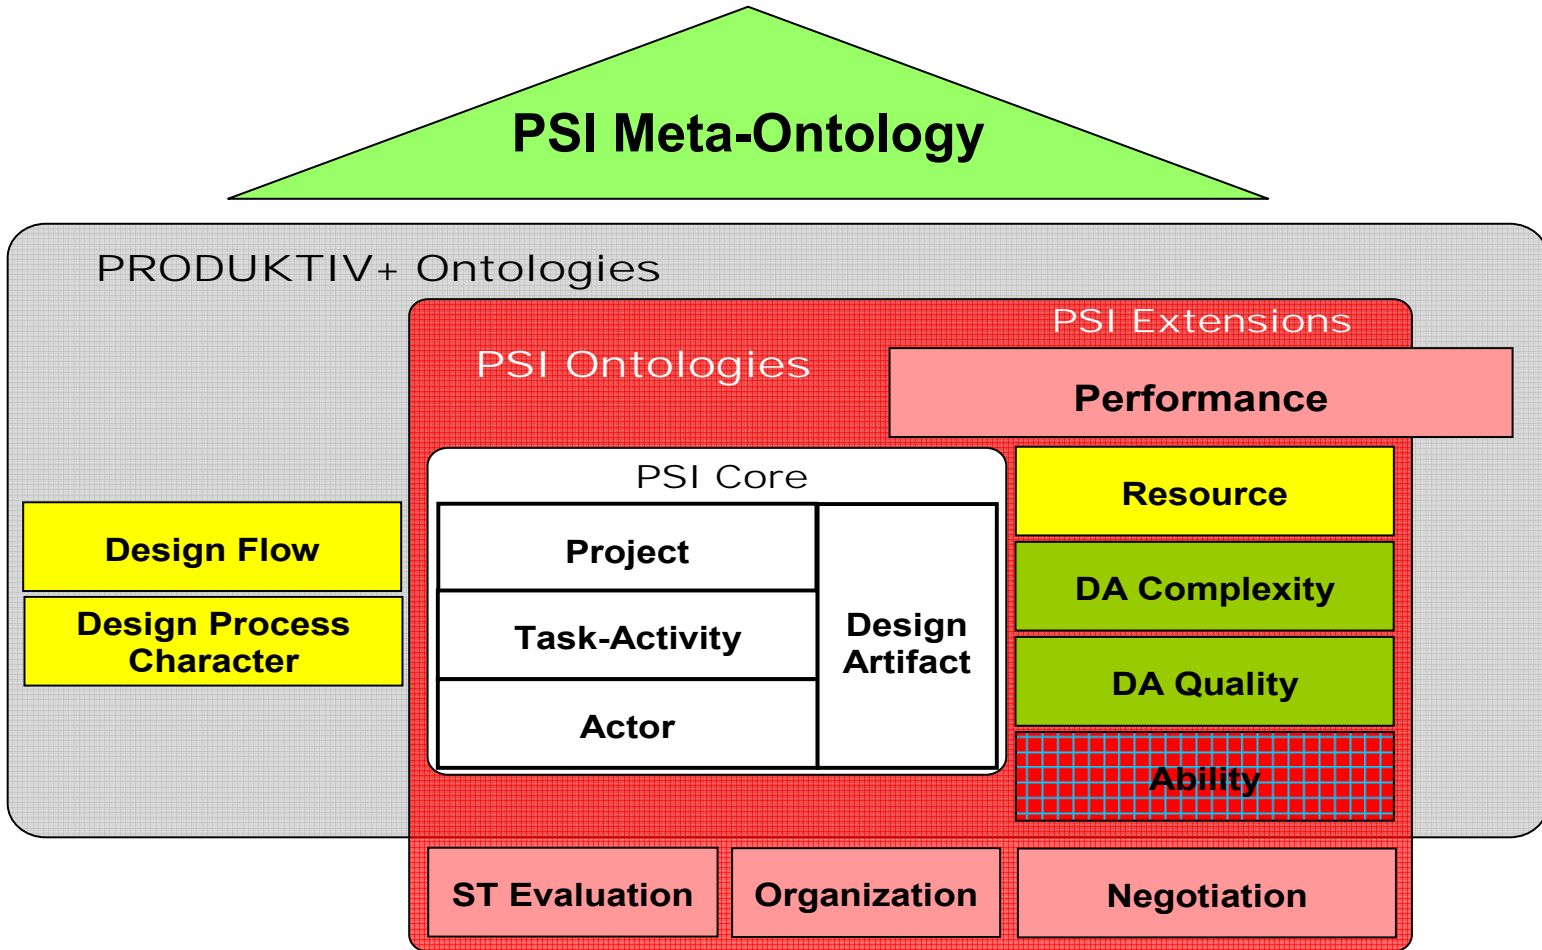 PSI Meta-Ontology
PRODUKTIV+ Ontologies
PSI Extensions
PSI Ontologies
Performance
PSI Core
Resource
Design Flow
Project
DA Complexity
Design Process
Character
Task-Activity
Design
Artifact
DA Quality
Actor
Ability
ST Evaluation
Organization
Negotiation